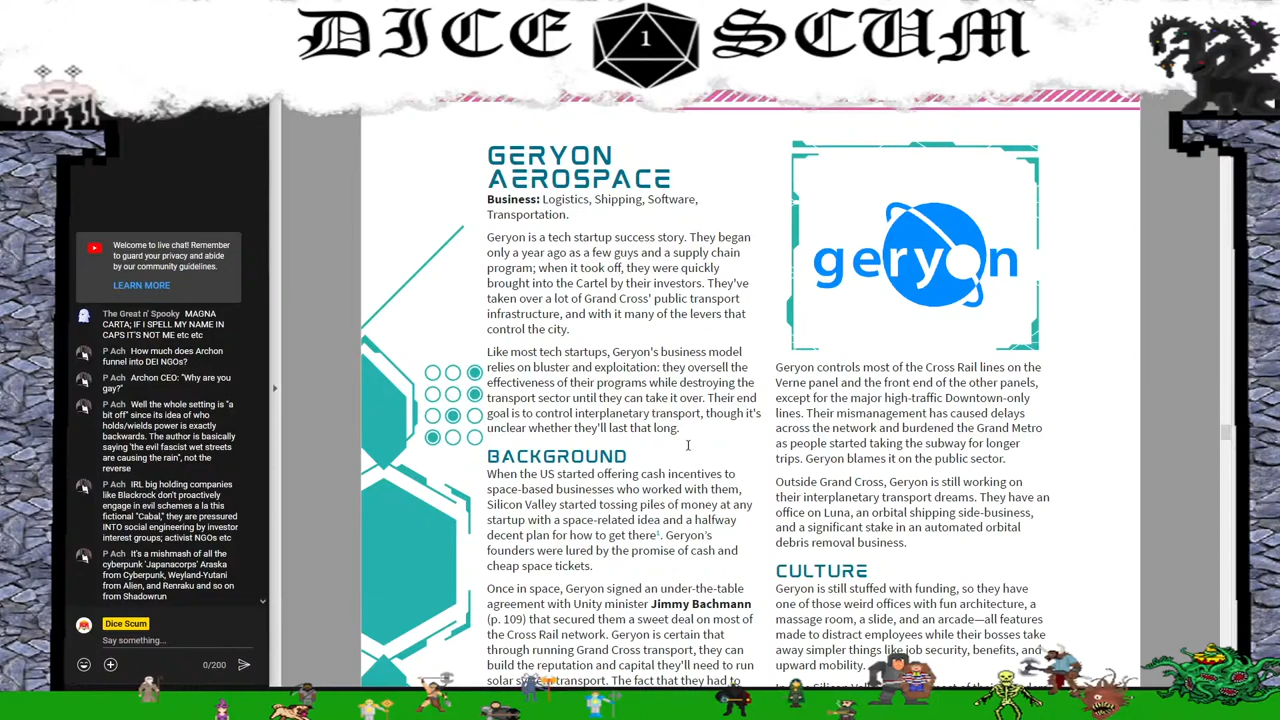 DICE 1 SCUM
Welcome to live chat! Remember
to guard your privacy and abide
by our community guidelines.
LEARN MORE
The Great n' Spooky MAGNA
CARTA; IF I SPELL MY NAME IN
CAPS IT'S NOT ME etc etc
P Ach How much does Archon
funnel into DEI NGOs?
P Ach Archon CEO: "Why are you
gay?"
P Ach Well the whole setting is "a
bit off" since its idea of who
holds/wields power is exactly
backwards. The author is basically
saying 'the evil fascist wet streets
are causing the rain", not the
reverse
P Ach IRL big holding companies
like Blackrock don't proactively
engage in evil schemes a la this
fictional "Cabal," they are pressured
INTO social engineering by investor
interest groups; activist NGOs etc
P Ach It's a mishmash of all the
cyberpunk 'Japanacorps' Araska
from Cyberpunk, Weyland-Yutani
from Alien, and Renraku and so on
from Shadowrun
Dice Scum
Say something...
0/200
GERYON
AEROSPACE
Business: Logistics, Shipping, Software,
Transportation.
Geryon is a tech startup success story. They began
only a year ago as a few guys and a supply chain
program; when it took off, they were quickly
brought into the Cartel by their investors. They've
taken over a lot of Grand Cross' public transport
infrastructure, and with it many of the levers that
control the city.
Like most tech startups, Geryon's business model
relies on bluster and exploitation: they oversell the
effectiveness of their programs while destroying the
transport sector until they can take it over. Their end
goal is to control interplanetary transport, though it's
unclear whether they'll last that long.
BACKGROUND
When the US started offering cash incentives to
space-based businesses who worked with them,
Silicon Valley started tossing piles of money at any
startup with a space-related idea and a halfway
decent plan for how to get there¹. Geryon's
founders were lured by the promise of cash and
cheap space tickets.
Once in space, Geryon signed an under-the-table
agreement with Unity minister Jimmy Bachmann
(p. 109) that secured them a sweet deal on most of
the Cross Rail network. Geryon is certain that
through running Grand Cross transport, they can
build the reputation and capital they'll need to run
solar transport. The fact that they had to
geryon
Geryon controls most of the Cross Rail lines on the
Verne panel and the front end of the other panels,
except for the major high-traffic Downtown-only
lines. Their mismanagement has caused delays
across the network and burdened the Grand Metro
as people started taking the subway for longer
trips. Geryon blames it on the public sector.
Outside Grand Cross, Geryon is still working on
their interplanetary transport dreams. They have an
office on Luna, an orbital shipping side-business,
and a significant stake in an automated orbital
debris removal business.
CULTURE
Geryon is still stuffed with funding, so they have
one of those weird offices with fun architecture, a
massage room, a slide, and an arcade—all features
made to distract employees while their bosses take
away simpler things like job security, benefits, and
upward mobility.